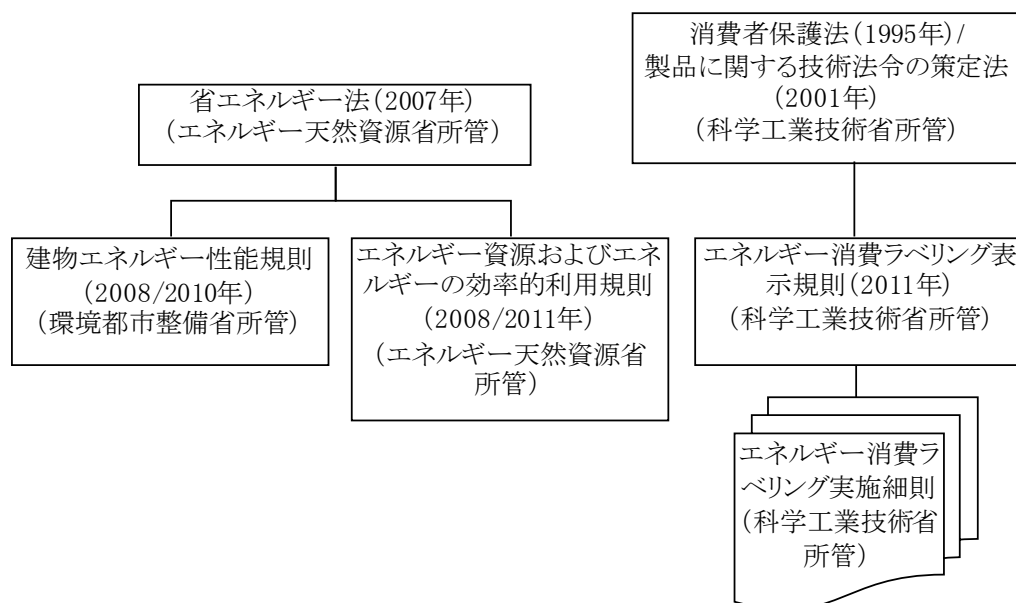 消費者保護法(1995年)/
製品に関する技術法令の策定法
(2001年)
(科学工業技術省所管)
省エネルギー法(2007年)
(エネルギー天然資源省所管)
建物エネルギー性能規則
(2008/2010年)
(環境都市整備省所管)
エネルギー資源およびエネ
ルギーの効率的利用規則
(2008/2011年)
(エネルギー天然資源省
所管)
エネルギー消費ラベリング表
示規則(2011年)
(科学工業技術省所管)
エネルギー消費ラ
ベリング実施細則
(科学工業技術省
所管)